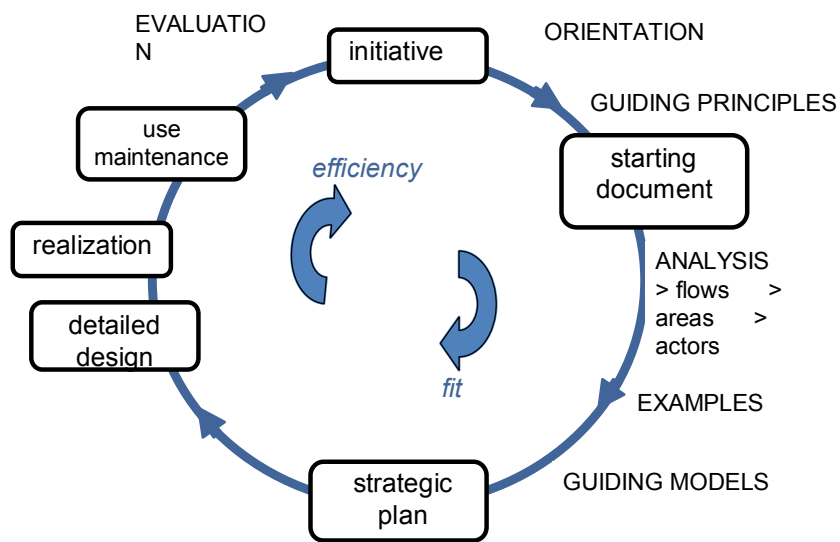 EVALUATIO
N
initiative
ORIENTATION
GUIDING PRINCIPLES
starting
document
use
maintenance
efficiency
realization
ANALYSIS
> flows >
areas >
actors
detailed
design
fit
EXAMPLES
strategic
plan
GUIDING MODELS